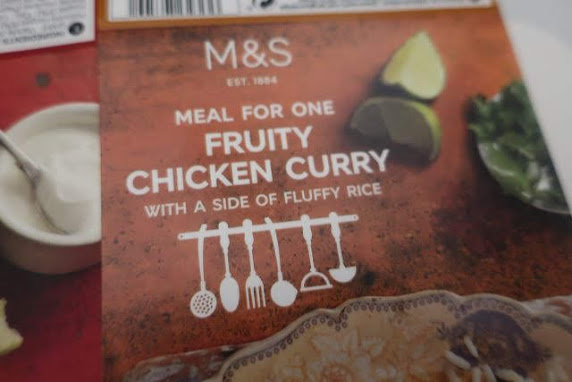 M&S
EST. 1884
MEAL FOR ONE
FRUITY
CHICKEN CURRY
WITH A SIDE OF FLUFFY RICE